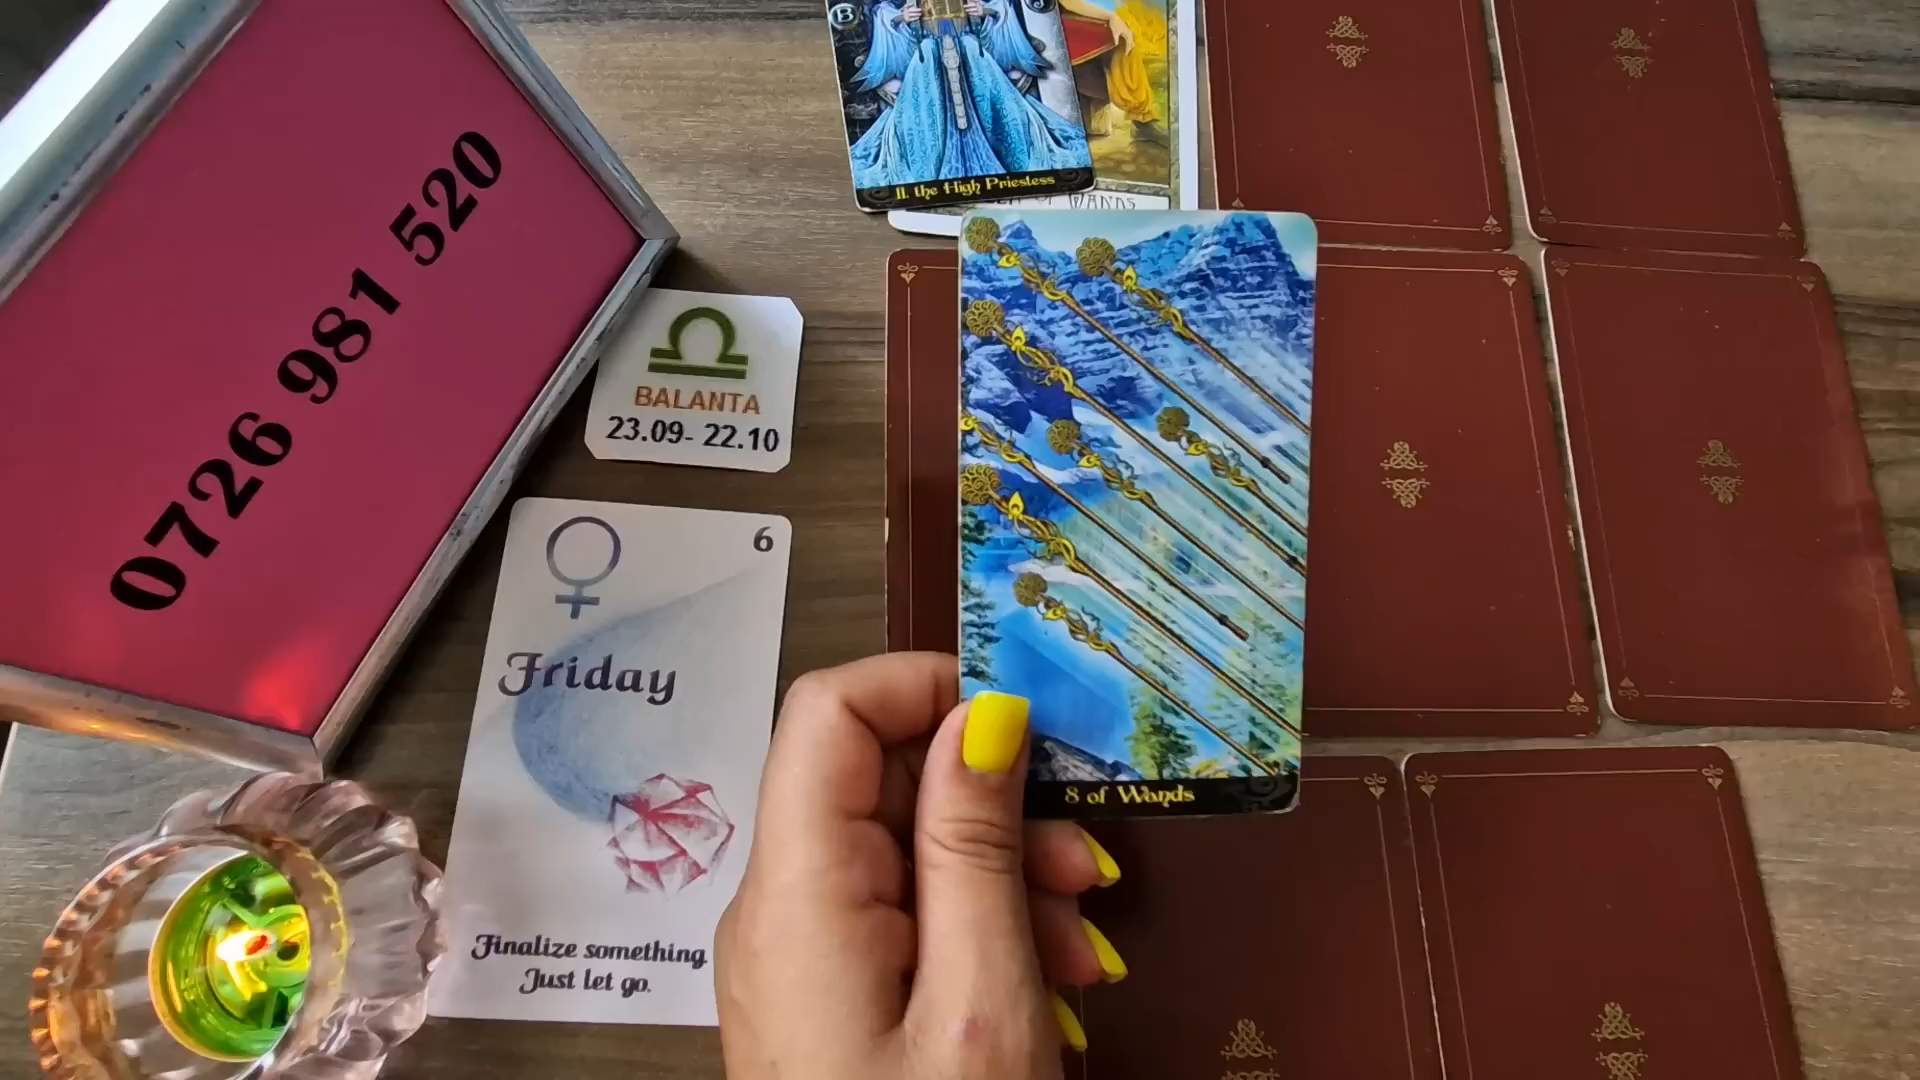 B J
II. the High Priestess
WANDS
0726 981 520
BALANTA
23.09- 22.10
6
Friday
Finalize something
Just let go.
8 of Wands